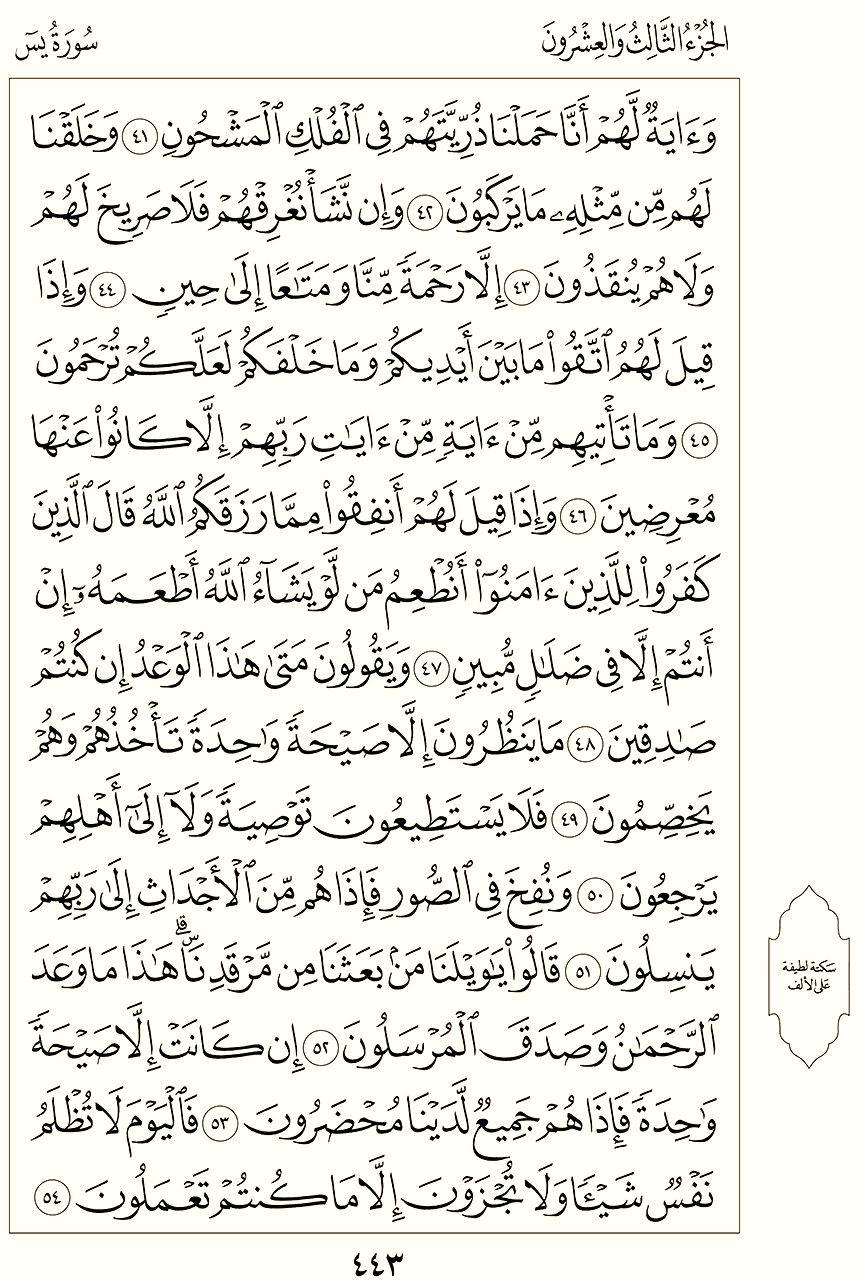 الجُزْءُ الثَّالِثُ وَالعِشْرُونَ
سُورَةُ يسٓ
وَءَايَةٌ لَّهُمْ أَنَّا حَمَلْنَا ذُرِّيَّتَهُمْ فِي ٱلْفُلْكِ ٱلْمَشْحُونِ ٤١ وَخَلَقْنَا
لَهُم مِّن مِّثْلِهِۦ مَا يَرْكَبُونَ ٤٢ وَإِن نَّشَأْ نُغْرِقْهُمْ فَلَا صَرِيخَ لَهُمْ
وَلَا هُمْ يُنقَذُونَ ٤٣ إِلَّا رَحْمَةً مِّنَّا وَمَتَٰعًا إِلَىٰ حِينٍ ٤٤ وَإِذَا
قِيلَ لَهُمُ ٱتَّقُوا۟ مَا بَيْنَ أَيْدِيكُمْ وَمَا خَلْفَكُمْ لَعَلَّكُمْ تُرْحَمُونَ
٤٥ وَمَا تَأْتِيهِم مِّنْ ءَايَةٍ مِّنْ ءَايَٰتِ رَبِّهِمْ إِلَّا كَانُوا۟ عَنْهَا
مُعْرِضِينَ ٤٦ وَإِذَا قِيلَ لَهُمْ أَنفِقُوا۟ مِمَّا رَزَقَكُمُ ٱللَّهُ قَالَ ٱلَّذِينَ
كَفَرُوا۟ لِلَّذِينَ ءَامَنُوٓا۟ أَنُطْعِمُ مَن لَّوْ يَشَآءُ ٱللَّهُ أَطْعَمَهُۥٓ إِنْ
أَنتُمْ إِلَّا فِي ضَلَٰلٍ مُّبِينٍ ٤٧ وَيَقُولُونَ مَتَىٰ هَٰذَا ٱلْوَعْدُ إِن كُنتُمْ
صَٰدِقِينَ ٤٨ مَا يَنظُرُونَ إِلَّا صَيْحَةً وَٰحِدَةً تَأْخُذُهُمْ وَهُمْ
يَخِصِّمُونَ ٤٩ فَلَا يَسْتَطِيعُونَ تَوْصِيَةً وَلَآ إِلَىٰٓ أَهْلِهِمْ
يَرْجِعُونَ ٥٠ وَنُفِخَ فِي ٱلصُّورِ فَإِذَا هُم مِّنَ ٱلْأَجْدَاثِ إِلَىٰ رَبِّهِمْ
يَنسِلُونَ ٥١ قَالُوا۟ يَٰوَيْلَنَا مَنۢ بَعَثَنَا مِن مَّرْقَدِنَا ۜ ۗ هَٰذَا مَا وَعَدَ
ٱلرَّحْمَٰنُ وَصَدَقَ ٱلْمُرْسَلُونَ ٥٢ إِن كَانَتْ إِلَّا صَيْحَةً
وَٰحِدَةً فَإِذَا هُمْ جَمِيعٌ لَّدَيْنَا مُحْضَرُونَ ٥٣ فَٱلْيَوْمَ لَا تُظْلَمُ
نَفْسٌ شَيْـًٔا وَلَا تُجْزَوْنَ إِلَّا مَا كُنتُمْ تَعْمَلُونَ ٥٤
سَكتة لطيفة
عَلى الألف
٤٤٣